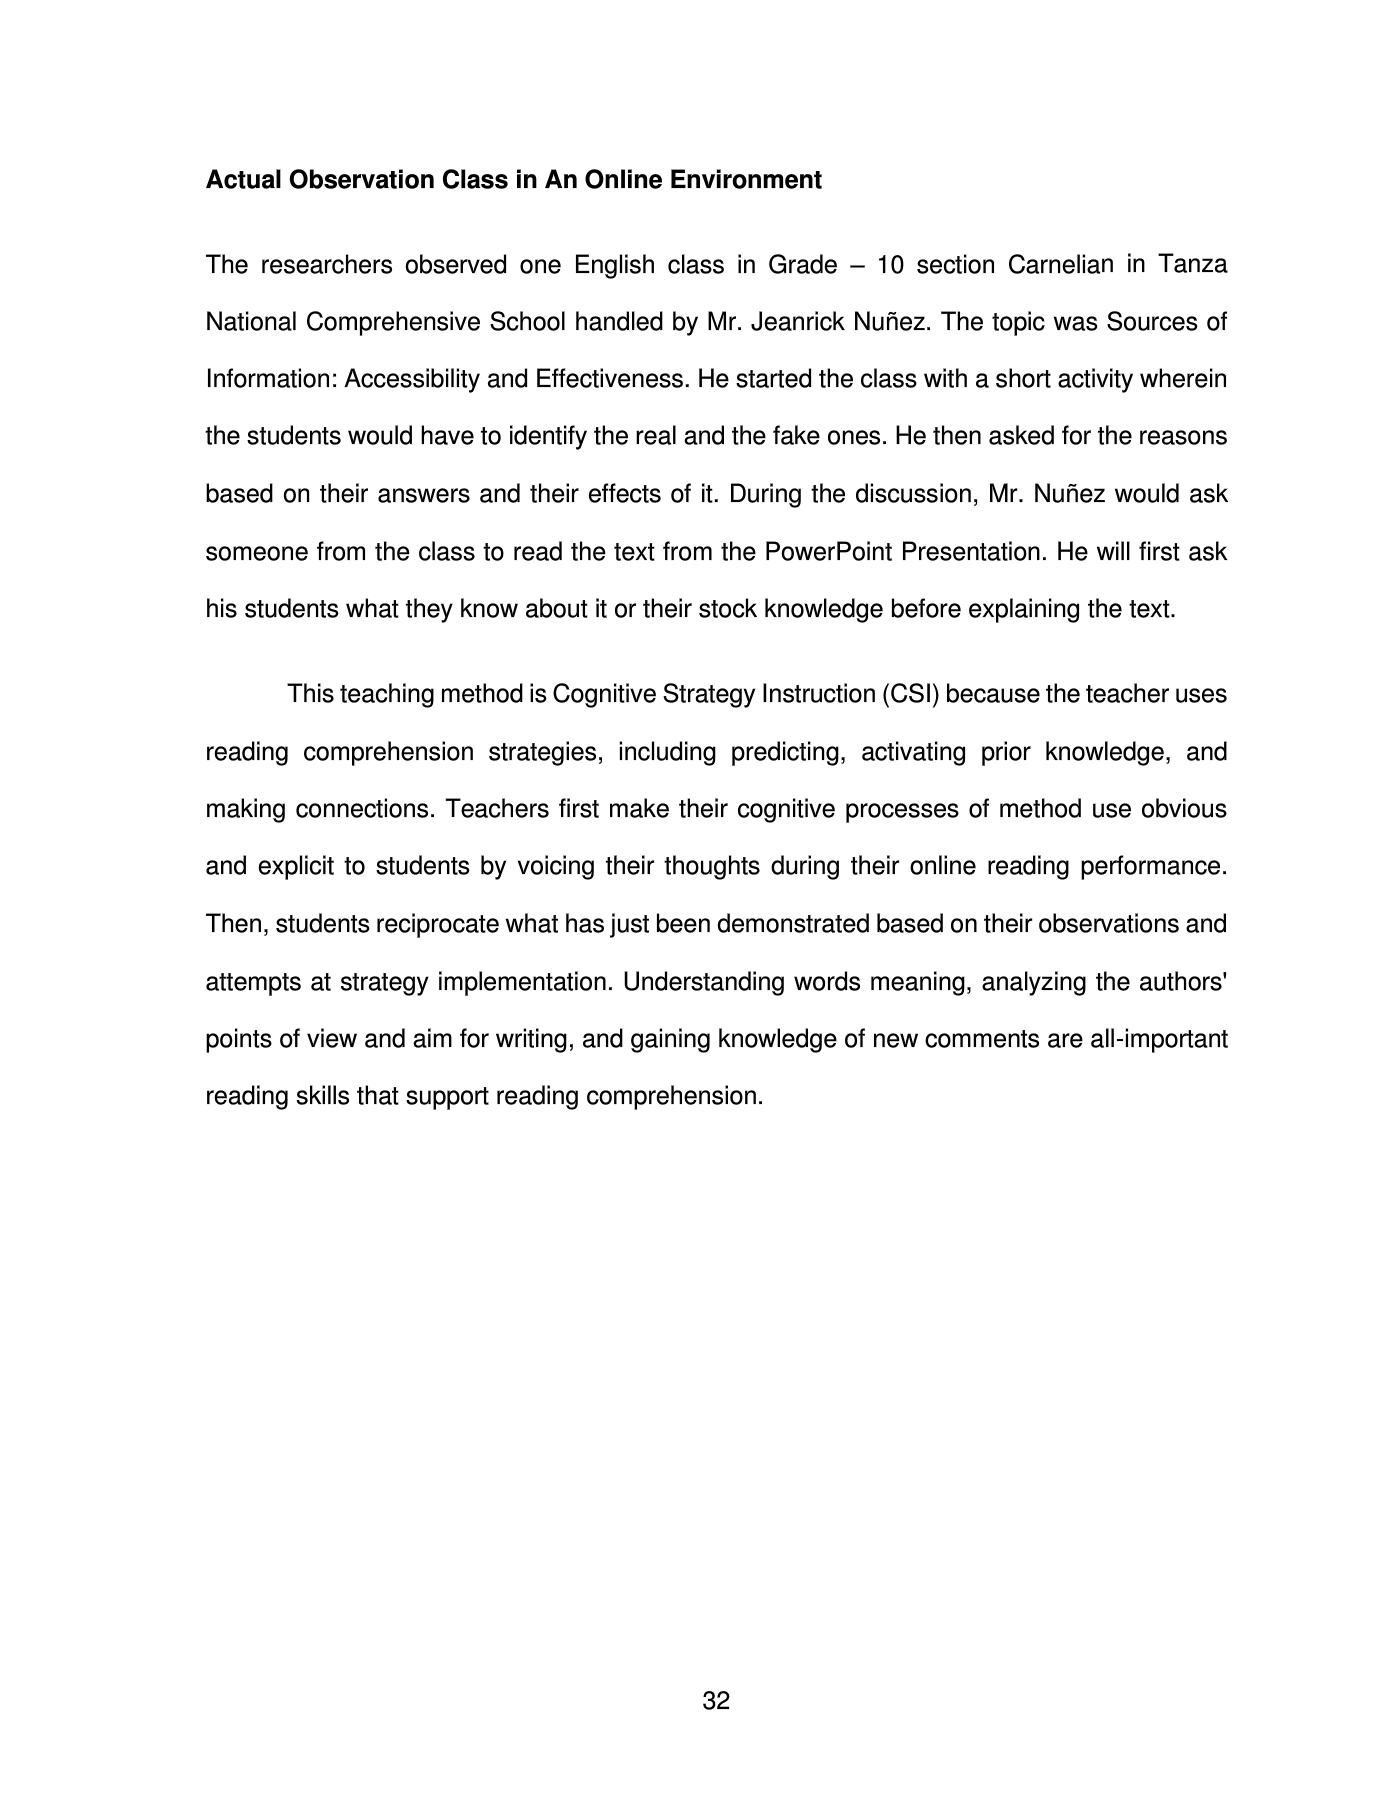 Actual Observation Class in An Online Environment
The researchers observed one English class in Grade – 10 section Carnelian in Tanza
National Comprehensive School handled by Mr. Jeanrick Nuñez. The topic was Sources of
Information: Accessibility and Effectiveness. He started the class with a short activity wherein
the students would have to identify the real and the fake ones. He then asked for the reasons
based on their answers and their effects of it. During the discussion, Mr. Nuñez would ask
someone from the class to read the text from the PowerPoint Presentation. He will first ask
his students what they know about it or their stock knowledge before explaining the text.
This teaching method is Cognitive Strategy Instruction (CSI) because the teacher uses
reading comprehension strategies, including predicting, activating prior knowledge, and
making connections. Teachers first make their cognitive processes of method use obvious
and explicit to students by voicing their thoughts during their online reading performance.
Then, students reciprocate what has just been demonstrated based on their observations and
attempts at strategy implementation. Understanding words meaning, analyzing the authors'
points of view and aim for writing, and gaining knowledge of new comments are all-important
reading skills that support reading comprehension.
32